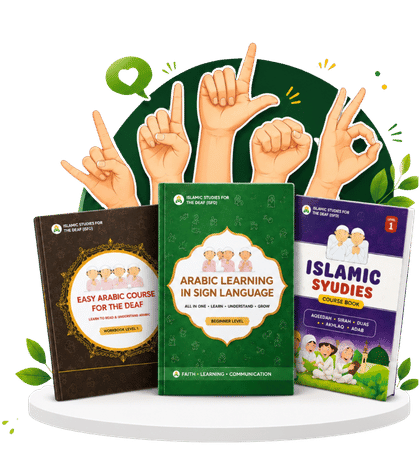 ISLAMIC STUDIES FOR
THE DEAF (ISFD)
EASY ARABIC COURSE
FOR THE DEAF
LEARN TO READ & UNDERSTAND ARABIC
WORKBOOK LEVEL 1
ISLAMIC STUDIES FOR
THE DEAF (ISFD)
ARABIC LEARNING
IN SIGN LANGUAGE
ALL IN ONE • LEARN • UNDERSTAND • GROW
BEGINNER LEVEL
FAITH • LEARNING • COMMUNICATION
ISLAMIC STUDIES FOR
THE DEAF
1
ISLAMIC
SYUDIES
COURSE BOOK
AQEEDAH • SIRAH • DUAS
• AKHLAQ • ADAB